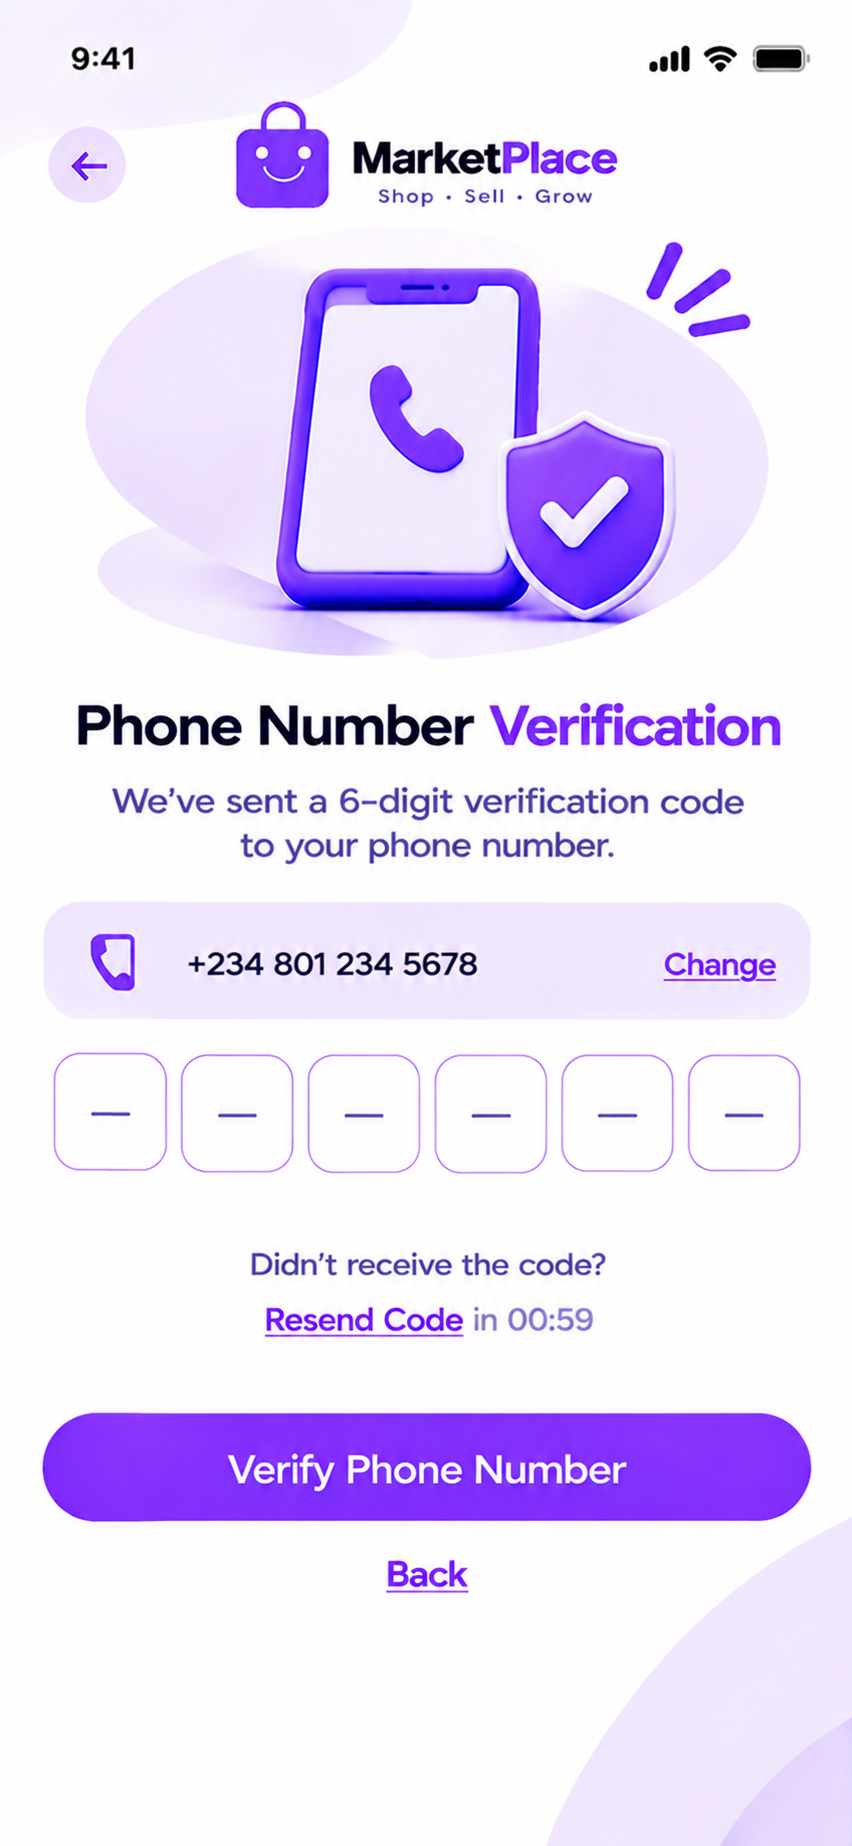 9:41
MarketPlace
Shop • Sell • Grow
Phone Number Verification
We’ve sent a 6-digit verification code
to your phone number.
+234 801 234 5678 Change
Didn’t receive the code?
Resend Code in 00:59
Verify Phone Number
Back